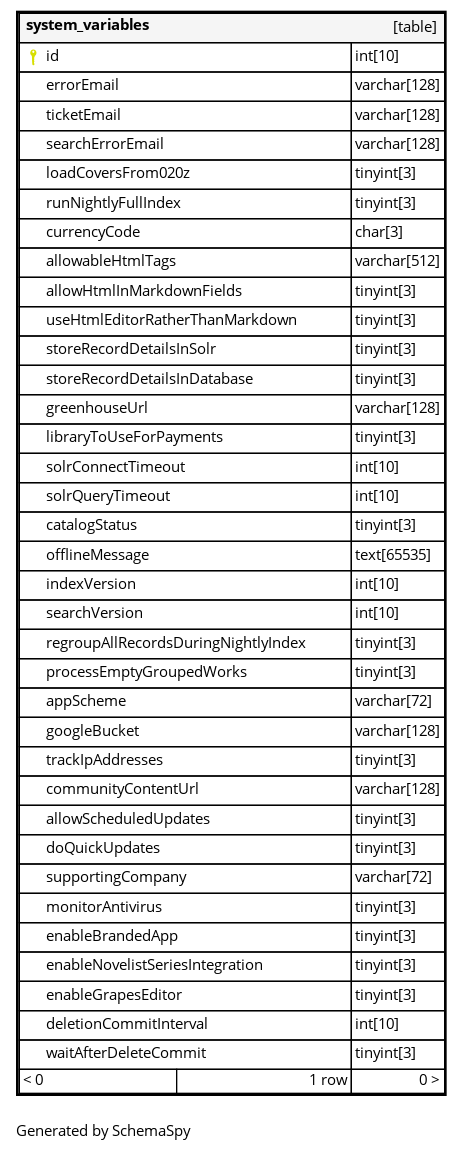 system_variables [table]
id int[10]
errorEmail varchar[128]
ticketEmail varchar[128]
searchErrorEmail varchar[128]
loadCoversFrom020z tinyint[3]
runNightlyFullIndex tinyint[3]
currencyCode char[3]
allowableHtmlTags varchar[512]
allowHtmlInMarkdownFields tinyint[3]
useHtmlEditorRatherThanMarkdown tinyint[3]
storeRecordDetailsInSolr tinyint[3]
storeRecordDetailsInDatabase tinyint[3]
greenhouseUrl varchar[128]
libraryToUseForPayments tinyint[3]
solrConnectTimeout int[10]
solrQueryTimeout int[10]
catalogStatus tinyint[3]
offlineMessage text[65535]
indexVersion int[10]
searchVersion int[10]
regroupAllRecordsDuringNightlyIndex tinyint[3]
processEmptyGroupedWorks tinyint[3]
appScheme varchar[72]
googleBucket varchar[128]
trackIpAddresses tinyint[3]
communityContentUrl varchar[128]
allowScheduledUpdates tinyint[3]
doQuickUpdates tinyint[3]
supportingCompany varchar[72]
monitorAntivirus tinyint[3]
enableBrandedApp tinyint[3]
enableNovelistSeriesIntegration tinyint[3]
enableGrapesEditor tinyint[3]
deletionCommitInterval int[10]
waitAfterDeleteCommit tinyint[3]
< 0 1 row 0 >
Generated by SchemaSpy